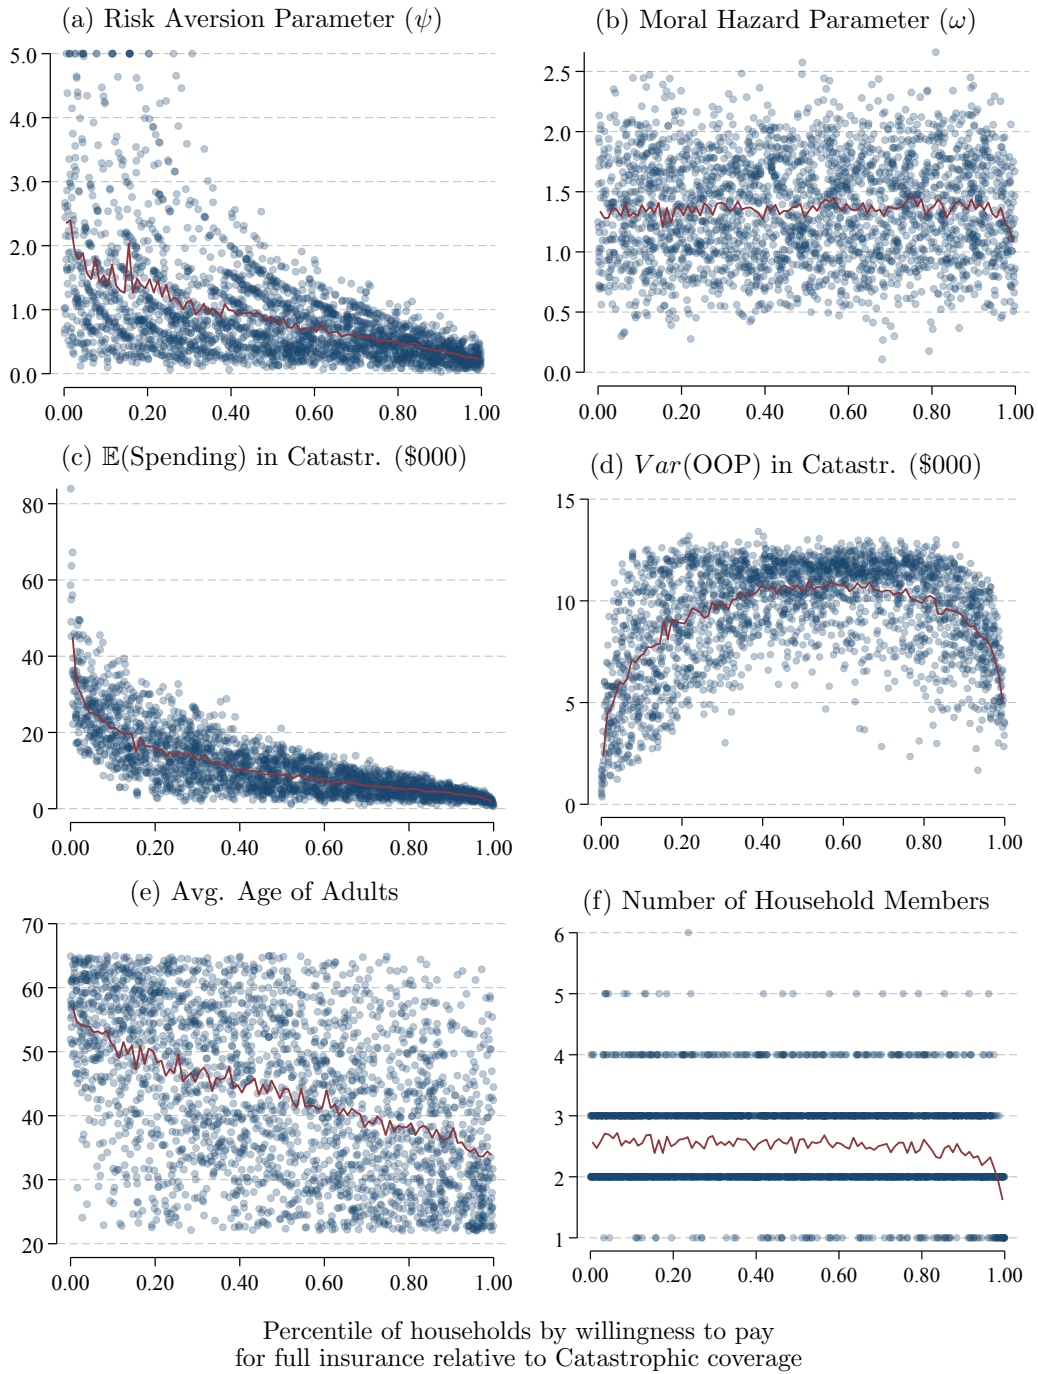 (a) Risk Aversion Parameter (ψ)
5.0
4.0
3.0
2.0
1.0
0.0
0.00 0.20 0.40 0.60 0.80 1.00
(b) Moral Hazard Parameter (ω)
2.5
2.0
1.5
1.0
0.5
0.0
0.00 0.20 0.40 0.60 0.80 1.00
(c) 𝔼(Spending) in Catastr. ($000)
80
60
40
20
0
0.00 0.20 0.40 0.60 0.80 1.00
(d) Var(OOP) in Catastr. ($000)
15
10
5
0
0.00 0.20 0.40 0.60 0.80 1.00
(e) Avg. Age of Adults
70
60
50
40
30
20
0.00 0.20 0.40 0.60 0.80 1.00
(f) Number of Household Members
6
5
4
3
2
1
0.00 0.20 0.40 0.60 0.80 1.00
Percentile of households by willingness to pay
for full insurance relative to Catastrophic coverage